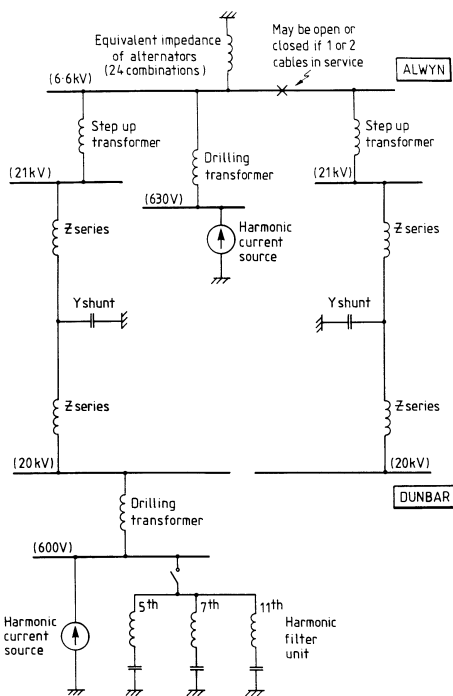 Equivalent impedance
of alternators
(24 combinations)
May be open or
closed if 1 or 2
cables in service
ALWYN
(6·6kV)
Step up
transformer
Drilling
transformer
Step up
transformer
(21kV)
(630V)
(21kV)
Z series
Harmonic
current
source
Z series
Y shunt
Y shunt
Z series
Z series
(20kV)
(20kV)
DUNBAR
Drilling
transformer
(600V)
Harmonic
current
source
5th
7th
11th
Harmonic
filter
unit